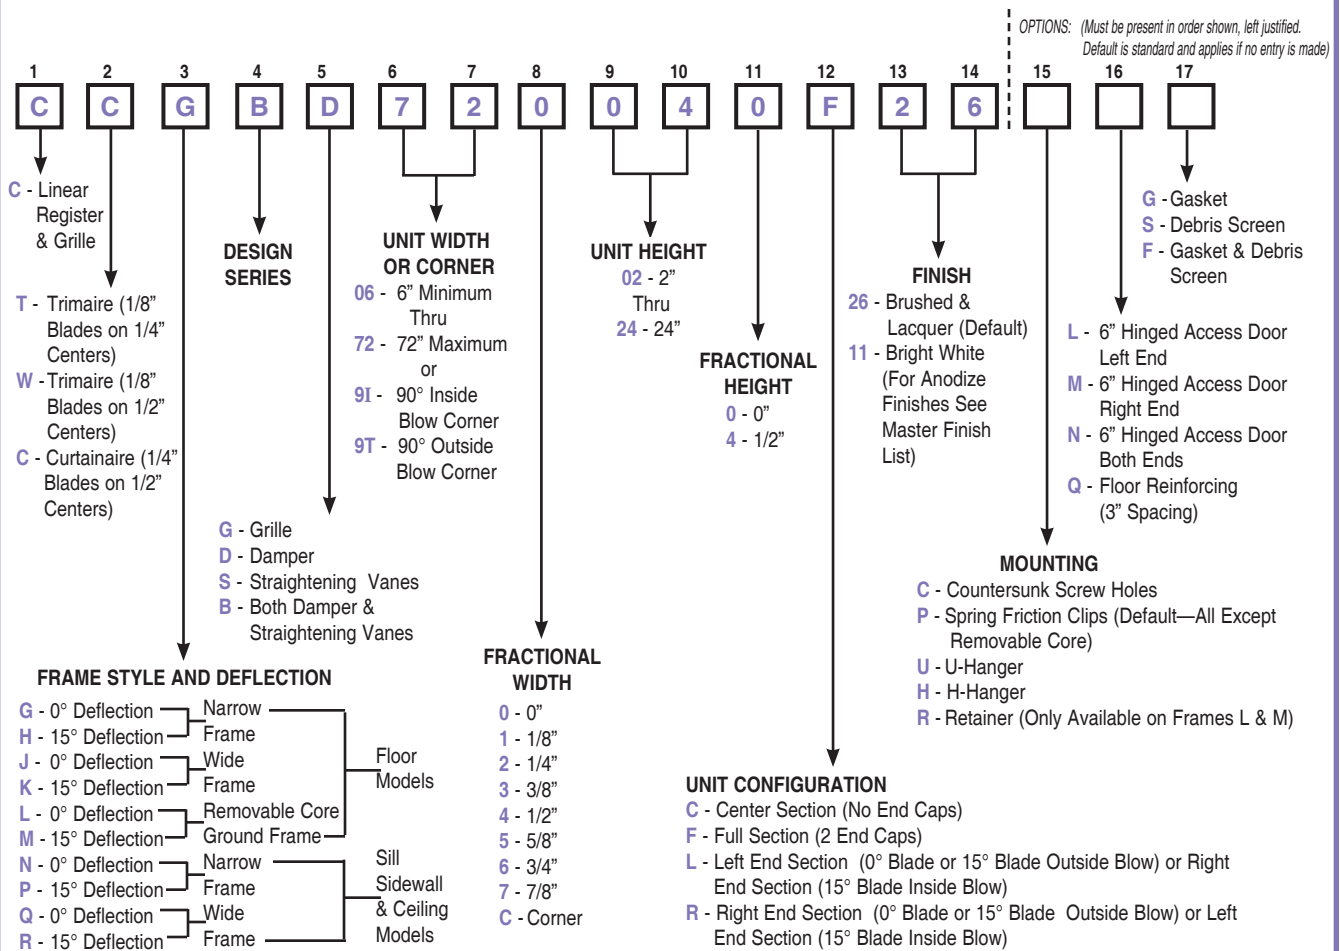 OPTIONS: (Must be present in order shown, left justified.
Default is standard and applies if no entry is made)
1 2 3 4 5 6 7 8 9 10 11 12 13 14 15 16 17
C C G B D 7 2 0 0 4 0 F 2 6
C - Linear
Register
& Grille
T - Trimaire (1/8”
Blades on 1/4”
Centers)
W - Trimaire (1/8”
Blades on 1/2”
Centers)
C - Curtainaire (1/4”
Blades on 1/2”
Centers)
FRAME STYLE AND DEFLECTION
G - 0° Deflection
H - 15° Deflection
Narrow
Frame
J - 0° Deflection
K - 15° Deflection
Wide
Frame
L - 0° Deflection
M - 15° Deflection
Removable Core
Ground Frame
Floor
Models
N - 0° Deflection
P - 15° Deflection
Narrow
Frame
Q - 0° Deflection
R - 15° Deflection
Wide
Frame
Sill
Sidewall
& Ceiling
Models
DESIGN
SERIES
G - Grille
D - Damper
S - Straightening Vanes
B - Both Damper &
Straightening Vanes
UNIT WIDTH
OR CORNER
06 - 6” Minimum
Thru
72 - 72” Maximum
or
9I - 90° Inside
Blow Corner
9T - 90° Outside
Blow Corner
FRACTIONAL
WIDTH
0 - 0”
1 - 1/8”
2 - 1/4”
3 - 3/8”
4 - 1/2”
5 - 5/8”
6 - 3/4”
7 - 7/8”
C - Corner
UNIT HEIGHT
02 - 2”
Thru
24 - 24”
FRACTIONAL
HEIGHT
0 - 0”
4 - 1/2”
UNIT CONFIGURATION
C - Center Section (No End Caps)
F - Full Section (2 End Caps)
L - Left End Section (0° Blade or 15° Blade Outside Blow) or Right
End Section (15° Blade Inside Blow)
R - Right End Section (0° Blade or 15° Blade Outside Blow) or Left
End Section (15° Blade Inside Blow)
FINISH
26 - Brushed &
Lacquer (Default)
11 - Bright White
(For Anodize
Finishes See
Master Finish
List)
MOUNTING
C - Countersunk Screw Holes
P - Spring Friction Clips (Default—All Except
Removable Core)
U - U-Hanger
H - H-Hanger
R - Retainer (Only Available on Frames L & M)
L - 6” Hinged Access Door
Left End
M - 6” Hinged Access Door
Right End
N - 6” Hinged Access Door
Both Ends
Q - Floor Reinforcing
(3” Spacing)
G - Gasket
S - Debris Screen
F - Gasket & Debris
Screen